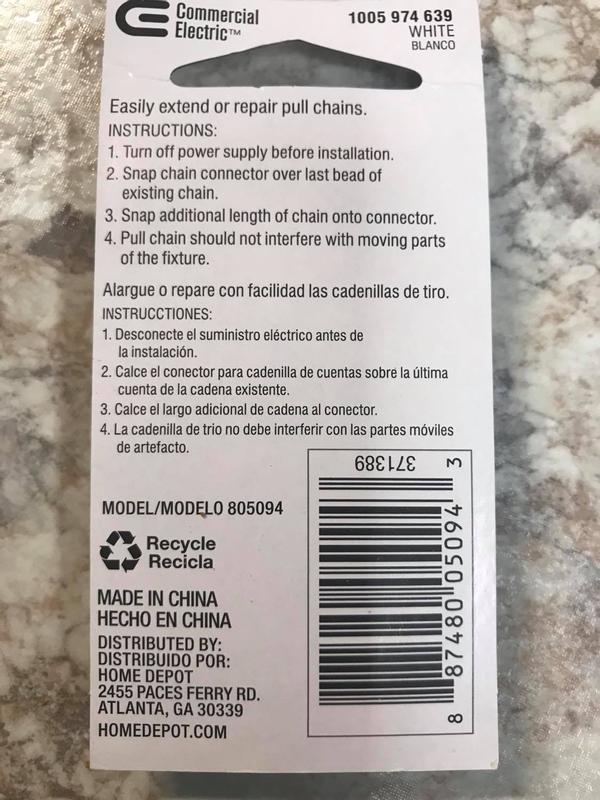 Commercial
Electric™
1005 974 639
WHITE
BLANCO
Easily extend or repair pull chains.
INSTRUCTIONS:
1. Turn off power supply before installation.
2. Snap chain connector over last bead of
existing chain.
3. Snap additional length of chain onto connector.
4. Pull chain should not interfere with moving parts
of the fixture.
Alargue o repare con facilidad las cadenillas de tiro.
INSTRUCCTIONES:
1. Desconecte el suministro eléctrico antes de
la instalación.
2. Calce el conector para cadenilla de cuentas sobre la última
cuenta de la cadena existente.
3. Calce el largo adicional de cadena al conector.
4. La cadenilla de trio no debe interferir con las partes móviles
de artefacto.
371389
8 87480 05094 3
MODEL/MODELO 805094
Recycle
Recicla
MADE IN CHINA
HECHO EN CHINA
DISTRIBUTED BY:
DISTRIBUIDO POR:
HOME DEPOT
2455 PACES FERRY RD.
ATLANTA, GA 30339
HOMEDEPOT.COM